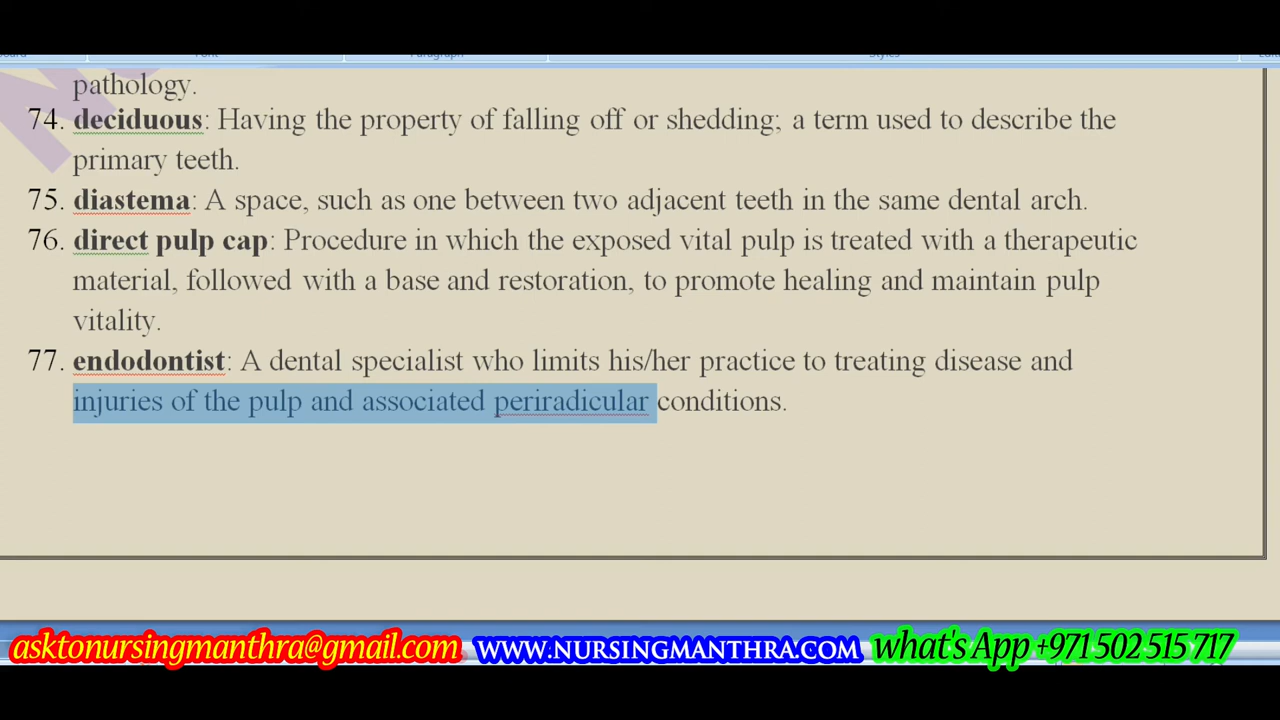 Font Paragraph Styles
pathology.
74. deciduous: Having the property of falling off or shedding; a term used to describe the
primary teeth.
75. diastema: A space, such as one between two adjacent teeth in the same dental arch.
76. direct pulp cap: Procedure in which the exposed vital pulp is treated with a therapeutic
material, followed with a base and restoration, to promote healing and maintain pulp
vitality.
77. endodontist: A dental specialist who limits his/her practice to treating disease and
injuries of the pulp and associated periradicular conditions.
asktonursingmanthra@gmail.com WWW.NURSINGMANTHRA.COM what's App +971 502 515 717